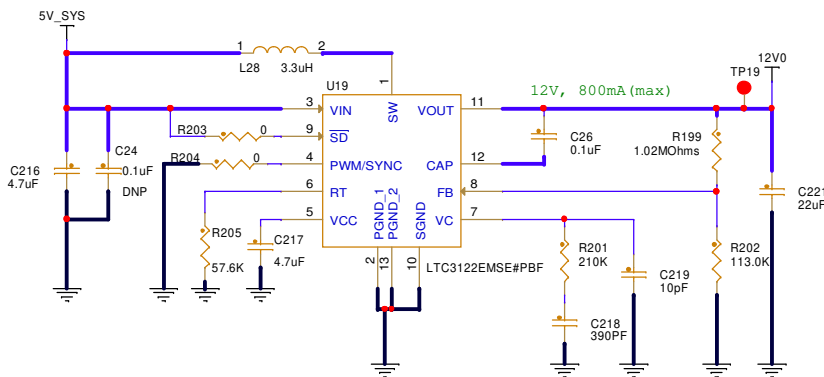 5V_SYS
12V0
1
2
L28
3.3uH
TP19
U19
1
12V, 800mA(max)
SW
3
VIN
VOUT
11
R203
0
9
SD
C26
0.1uF
R199
1.02MOhms
R204
0
4
PWM/SYNC
CAP
12
C24
0.1uF
DNP
C216
4.7uF
6
RT
FB
8
C221
22uF
5
VCC
PGND_1
PGND_2
SGND
VC
7
R205
57.6K
C217
4.7uF
R201
210K
C219
10pF
R202
113.0K
2
13
10
LTC3122EMSE#PBF
C218
390PF